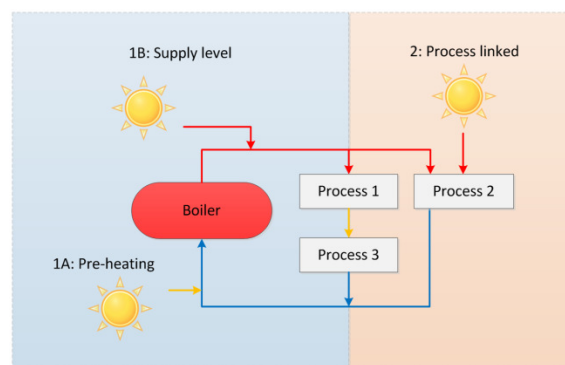 1B: Supply level
2: Process linked
Process 1
Process 2
Boiler
Process 3
1A: Pre-heating